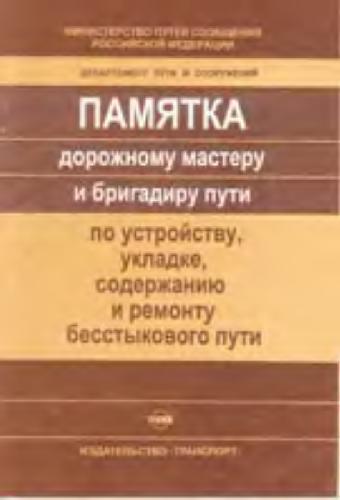 МИНИСТЕРСТВО ПУТЕЙ СООБЩЕНИЯ
РОССИЙСКОЙ ФЕДЕРАЦИИ
ДЕПАРТАМЕНТ ПУТИ И СООРУЖЕНИЙ
ПАМЯТКА
дорожному мастеру
и бригадиру пути
по устройству,
укладке,
содержанию
и ремонту
бесстыкового пути
ИЗДАТЕЛЬСТВО "ТРАНСПОРТ"